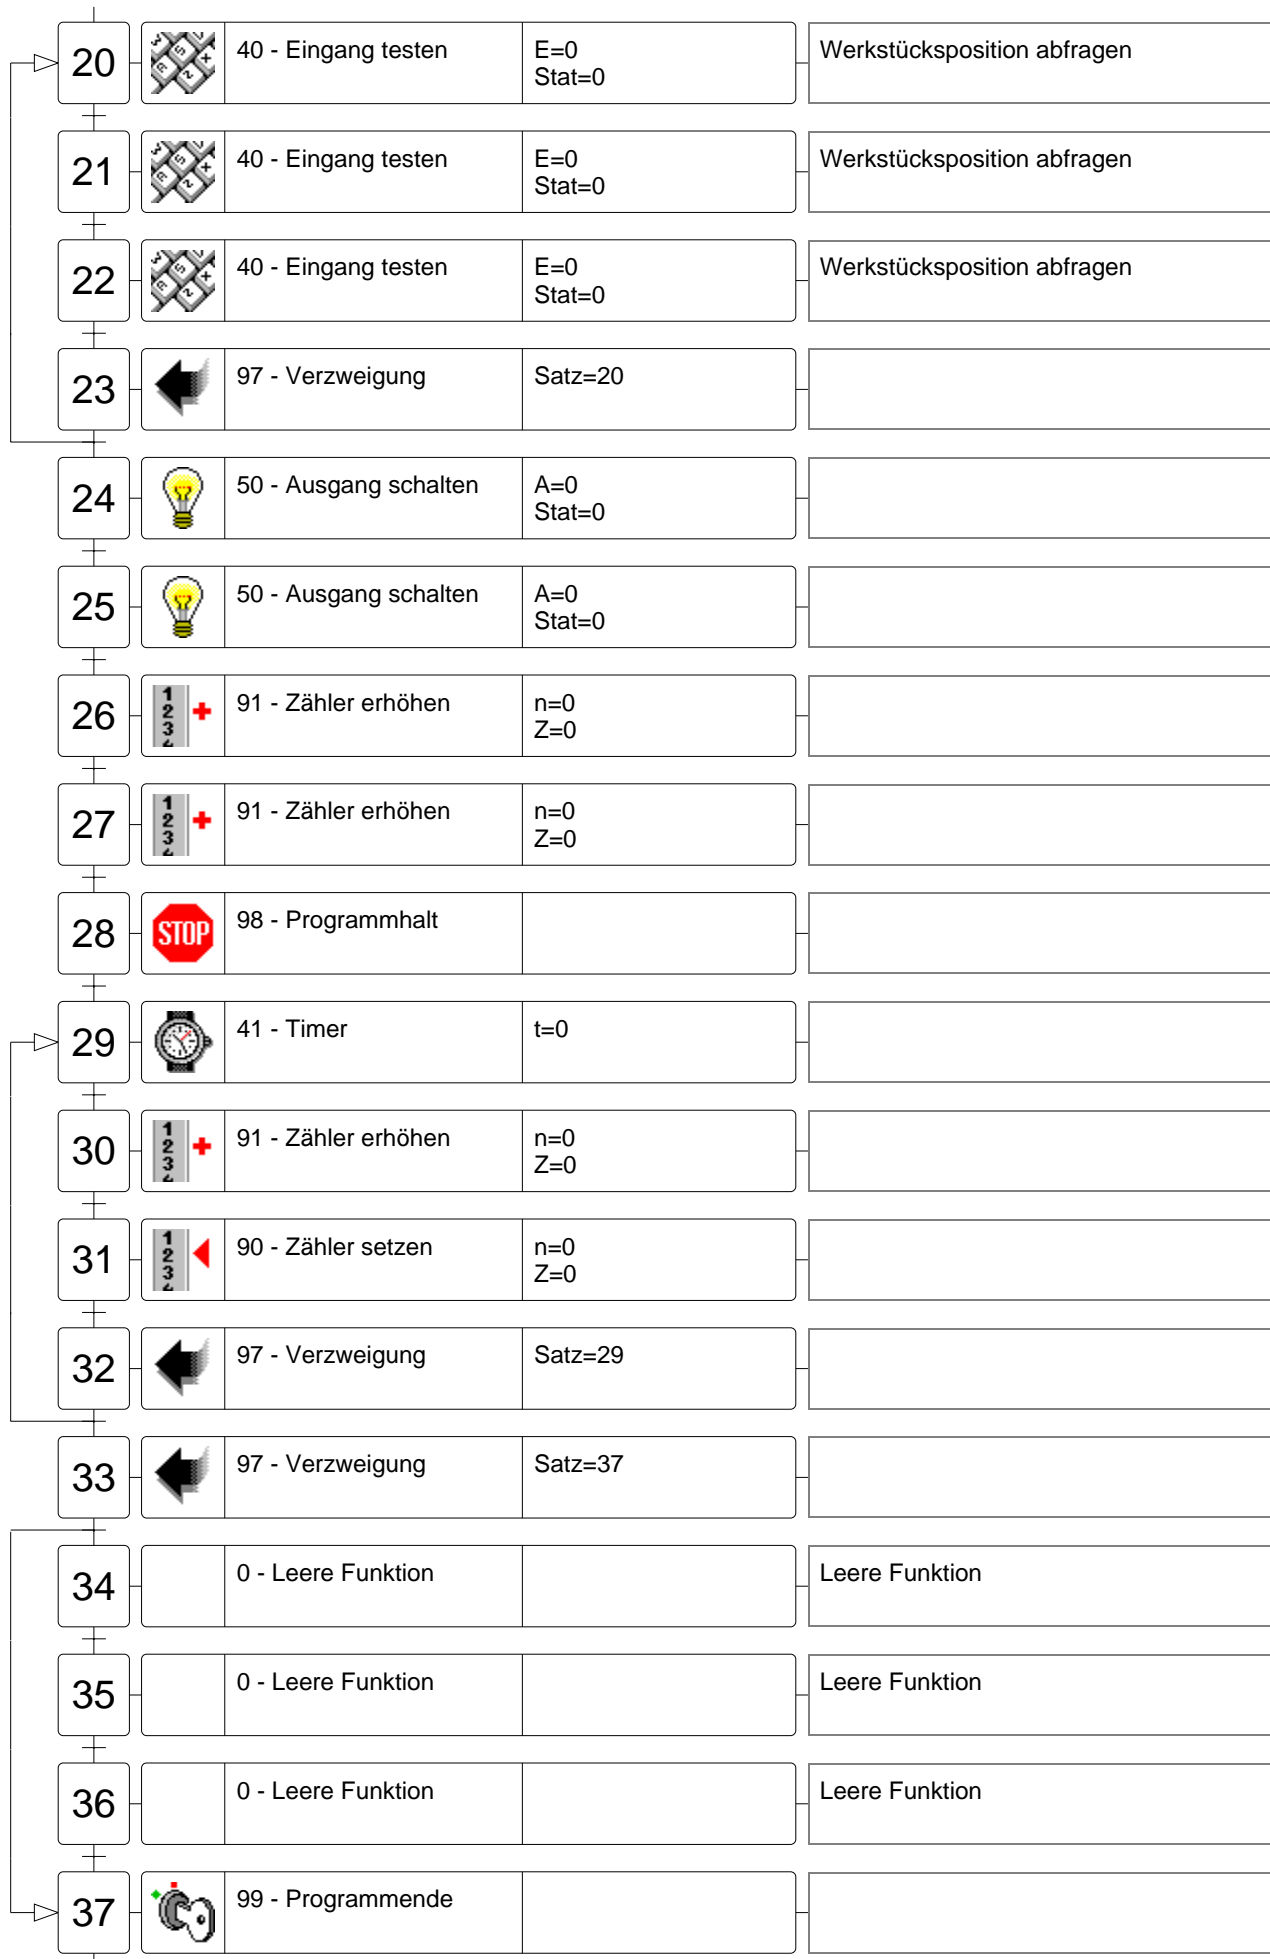 20 40 - Eingang testen E=0 Werkstücksposition abfragen
Stat=0
21 40 - Eingang testen E=0 Werkstücksposition abfragen
Stat=0
22 40 - Eingang testen E=0 Werkstücksposition abfragen
Stat=0
23 97 - Verzweigung Satz=20
24 50 - Ausgang schalten A=0
Stat=0
25 50 - Ausgang schalten A=0
Stat=0
26 91 - Zähler erhöhen n=0
Z=0
27 91 - Zähler erhöhen n=0
Z=0
28 STOP 98 - Programmhalt
29 41 - Timer t=0
30 91 - Zähler erhöhen n=0
Z=0
31 90 - Zähler setzen n=0
Z=0
32 97 - Verzweigung Satz=29
33 97 - Verzweigung Satz=37
34 0 - Leere Funktion Leere Funktion
35 0 - Leere Funktion Leere Funktion
36 0 - Leere Funktion Leere Funktion
37 99 - Programmende